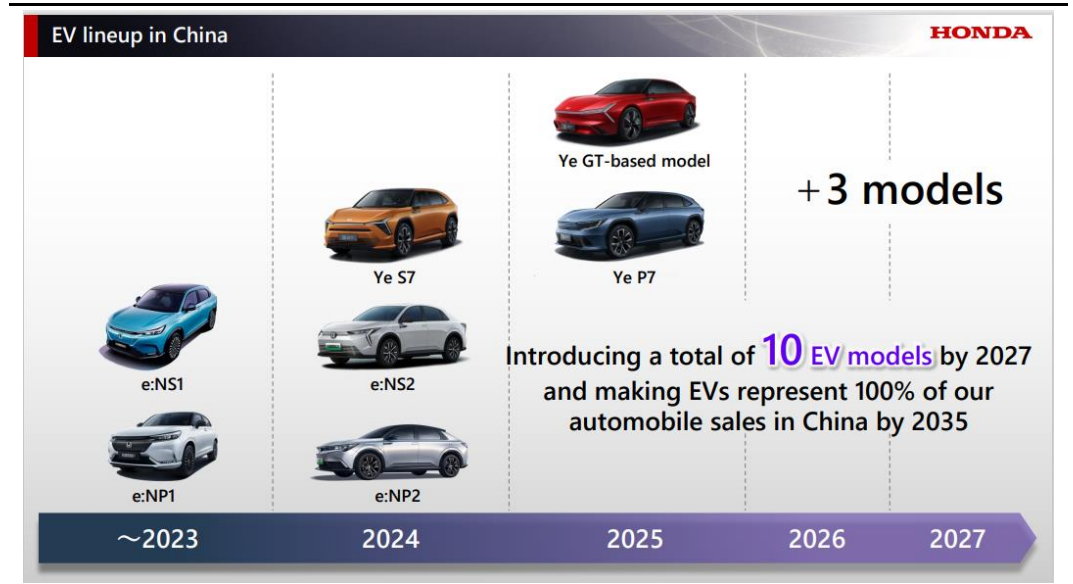 EV lineup in China
HONDA
Ye GT-based model
+3 models
Ye S7
Ye P7
e:NS1
e:NS2
Introducing a total of 10 EV models by 2027
and making EVs represent 100% of our
automobile sales in China by 2035
e:NP1
e:NP2
～2023
2024
2025
2026
2027